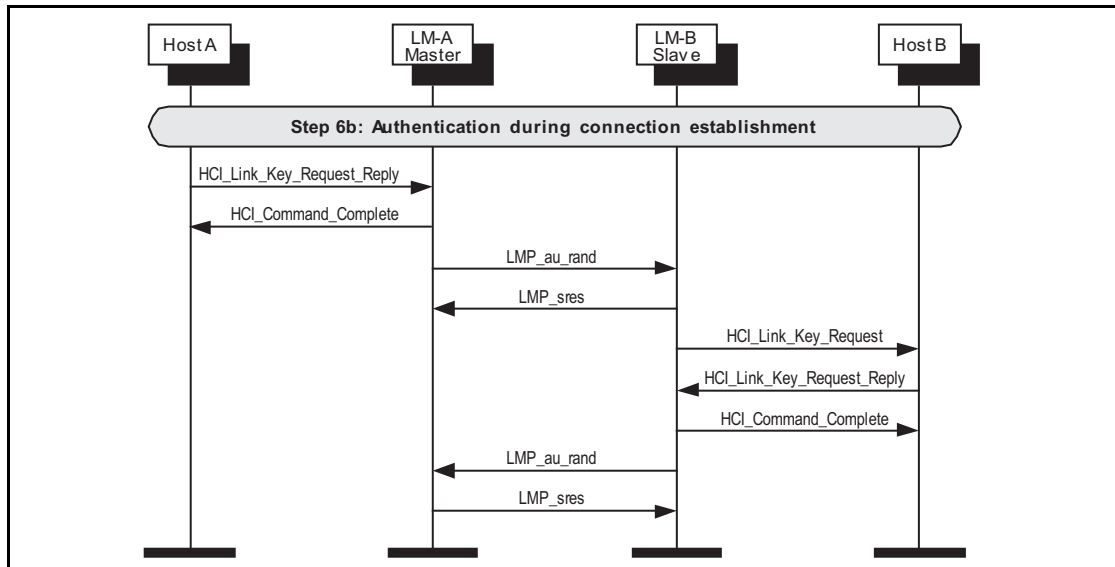 Host A
LM-A
Master
LM-B
Slave
Host B
Step 6b: Authentication during connection establishment
HCI_Link_Key_Request_Reply
HCI_Command_Complete
LMP_au_rand
LMP_sres
HCI_Link_Key_Request
HCI_Link_Key_Request_Reply
HCI_Command_Complete
LMP_au_rand
LMP_sres